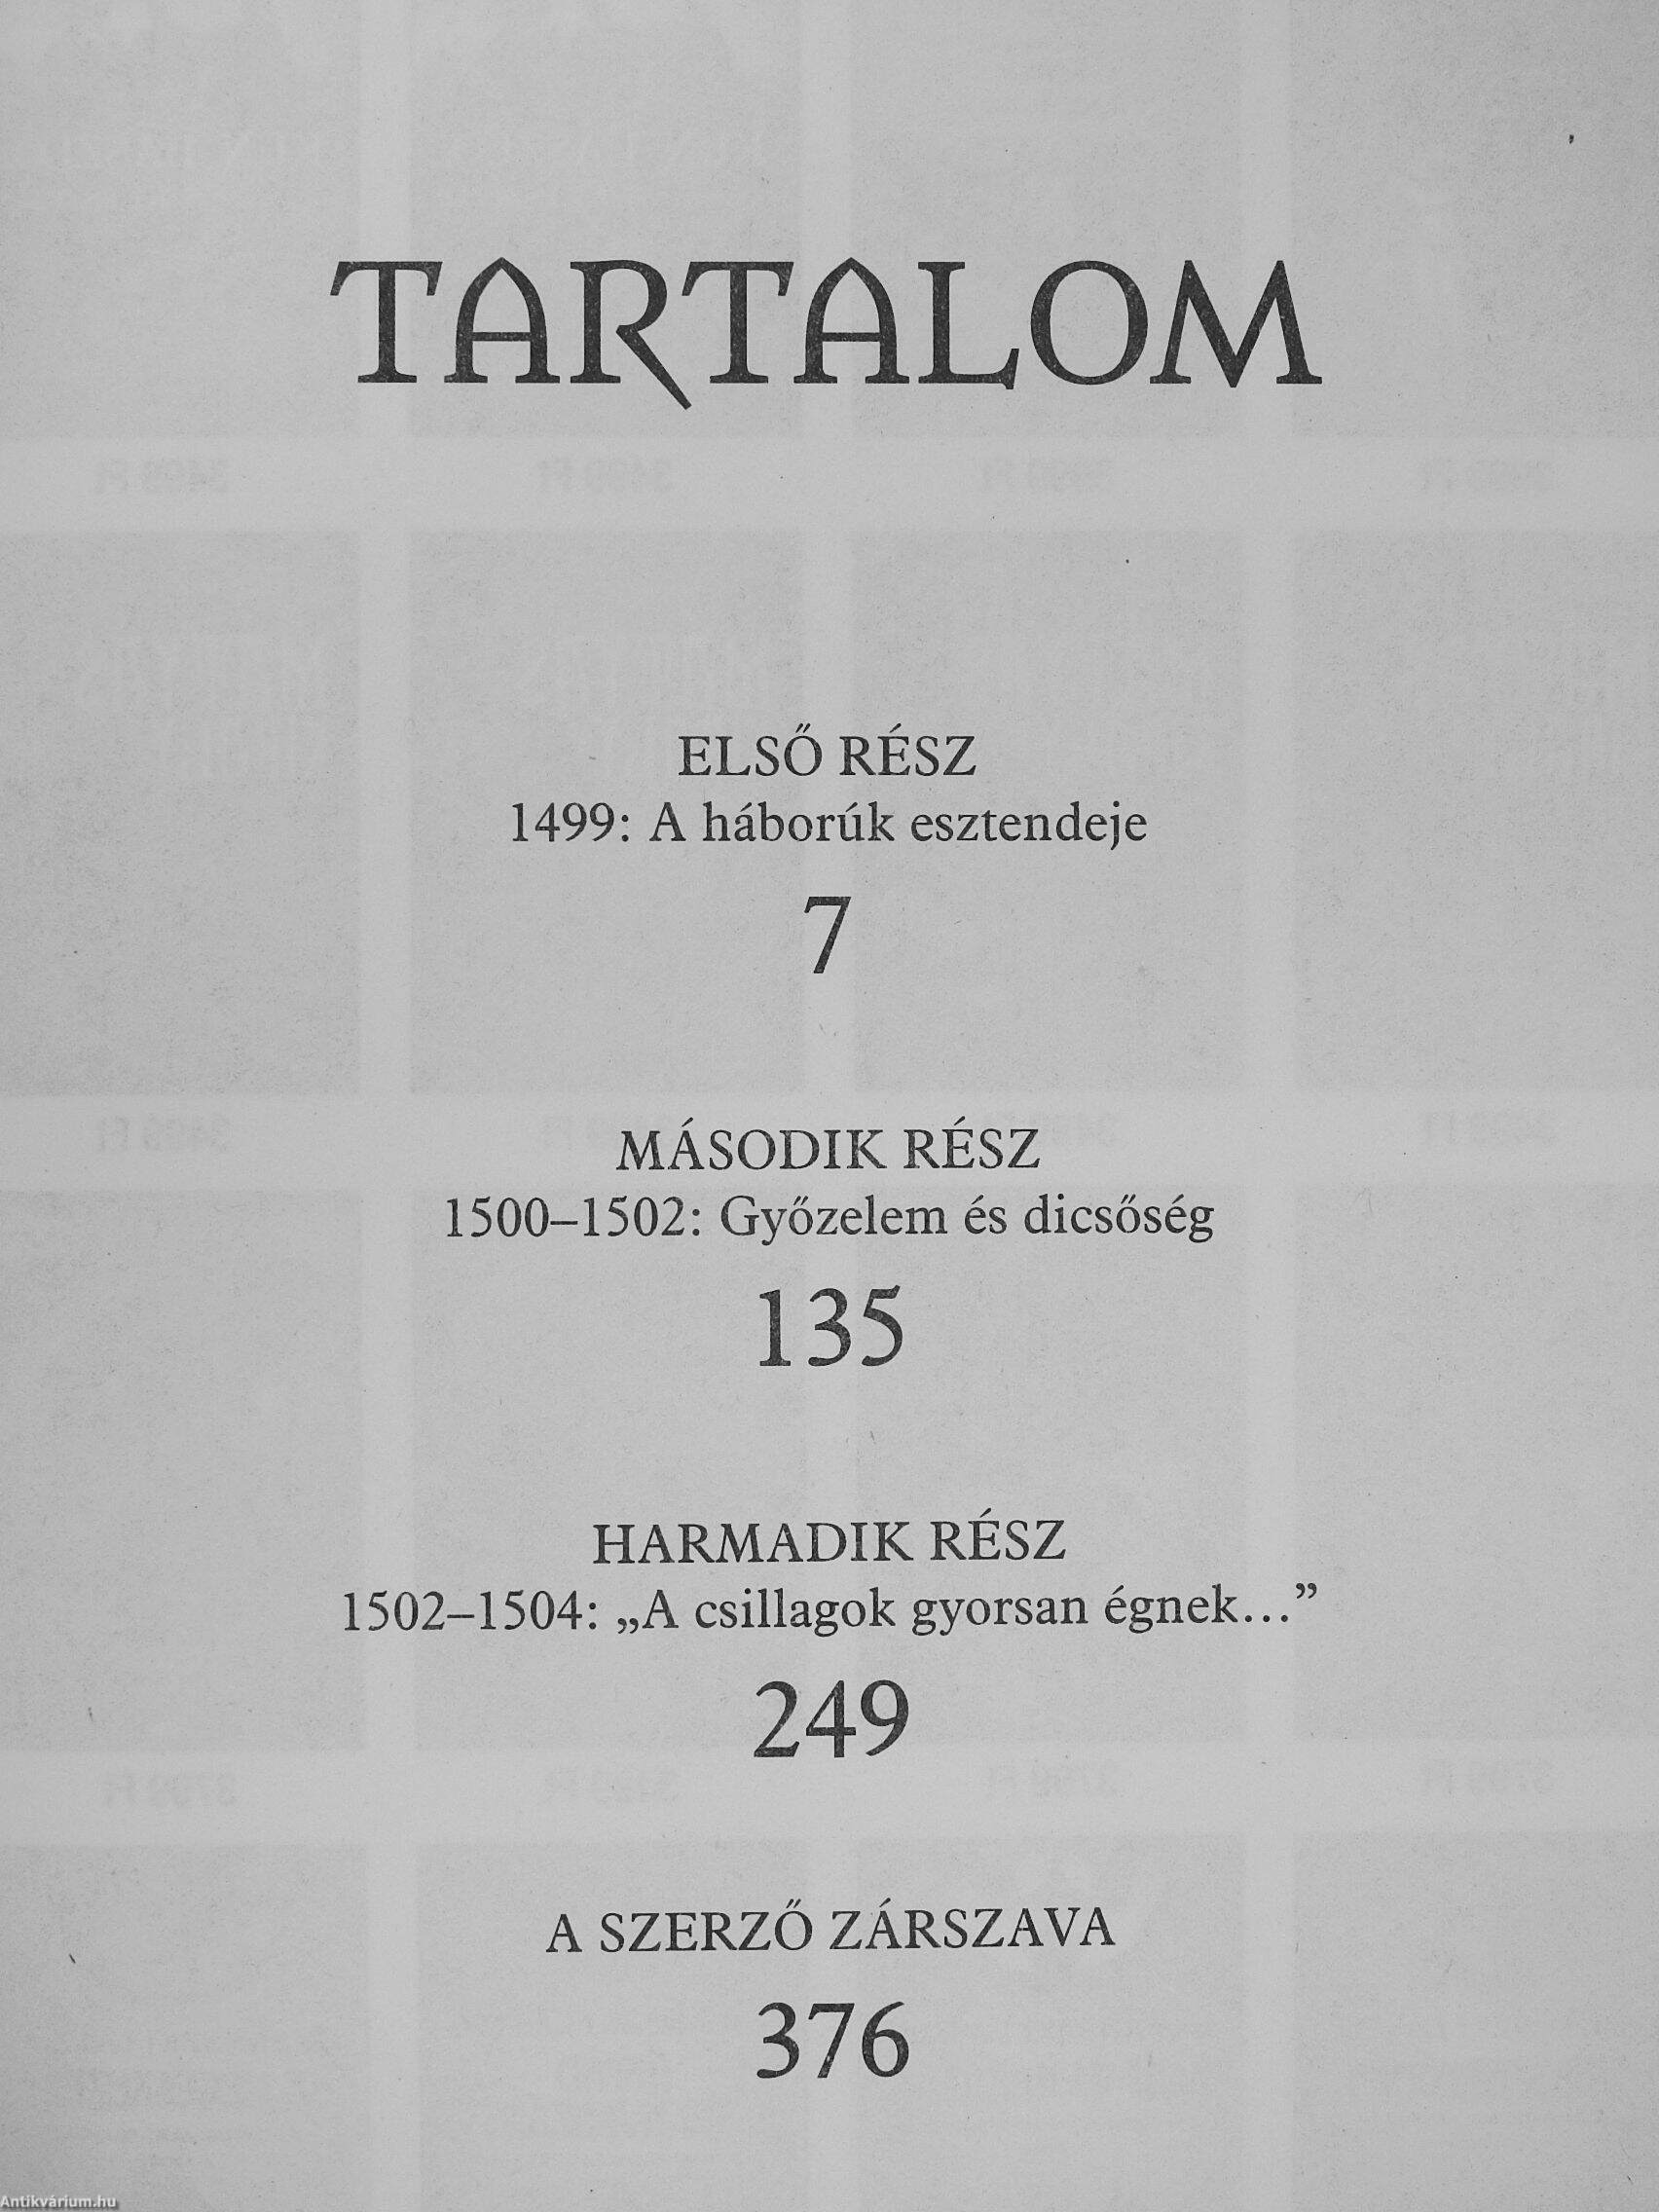 TARTALOM
ELSŐ RÉSZ
1499: A háborúk esztendeje
7
MÁSODIK RÉSZ
1500–1502: Győzelem és dicsőség
135
HARMADIK RÉSZ
1502–1504: „A csillagok gyorsan égnek…”
249
A SZERZŐ ZÁRSZAVA
376
Antikvárium.hu